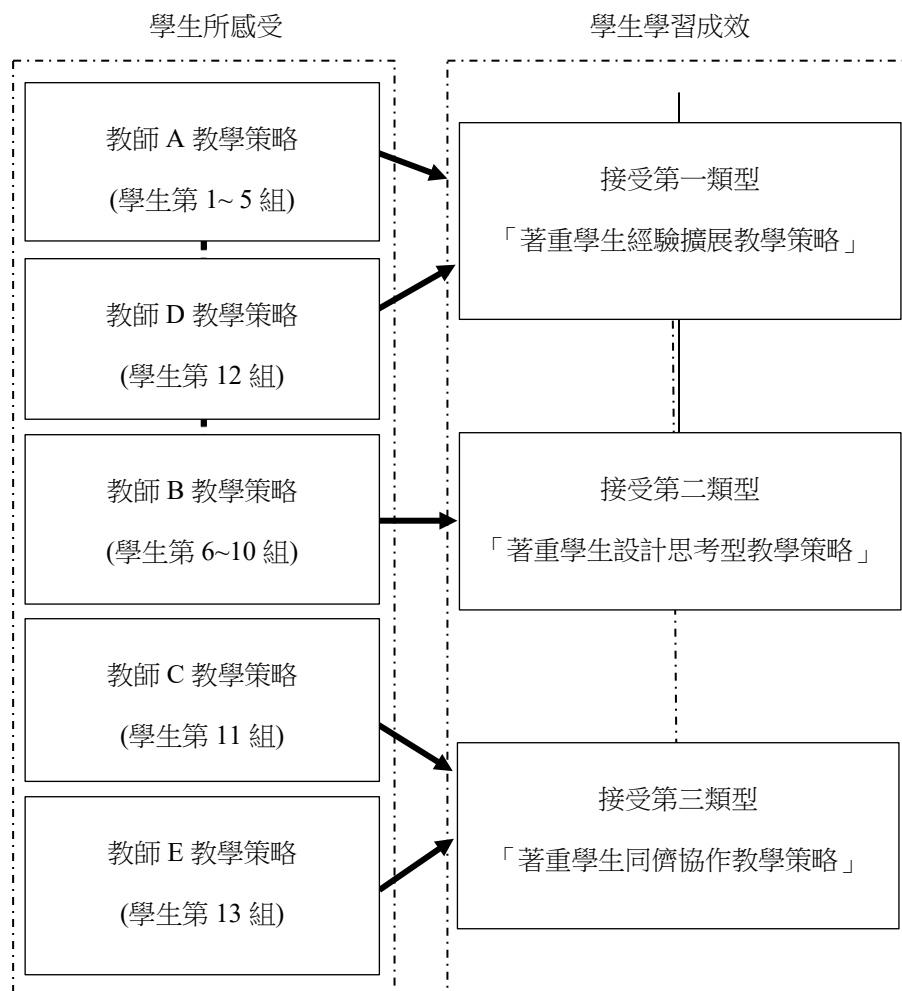 學生所感受
學生學習成效
教師 A 教學策略
(學生第 1~ 5 組)
教師 D 教學策略
(學生第 12 組)
教師 B 教學策略
(學生第 6~10 組)
教師 C 教學策略
(學生第 11 組)
教師 E 教學策略
(學生第 13 組)
接受第一類型
「著重學生經驗擴展教學策略」
接受第二類型
「著重學生設計思考型教學策略」
接受第三類型
「著重學生同儕協作教學策略」